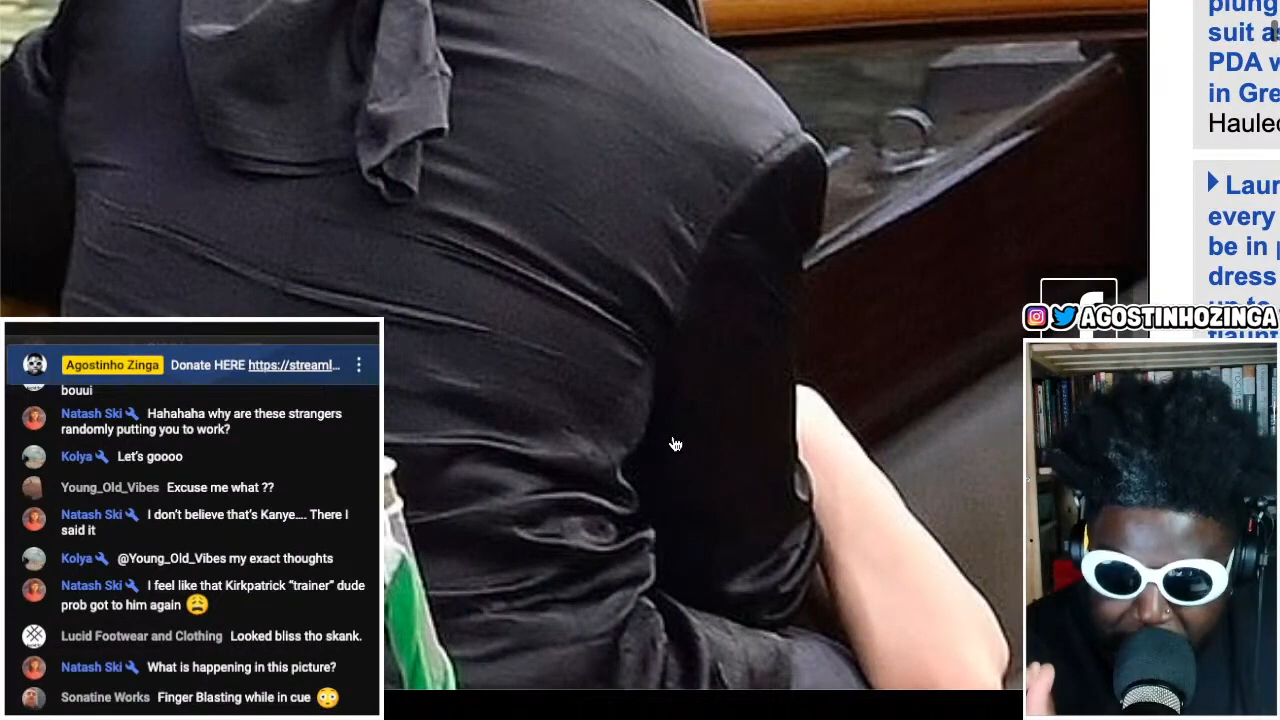 plung
suit as
PDA w
in Gre
Haule
Laur
every
be in
dress
AGOSTINHOZINGA
Agostinho Zinga Donate HERE https://streaml...
bouui
Natash Ski Hahahaha why are these strangers
randomly putting you to work?
Kolya Let's goooo
Young_Old_Vibes Excuse me what ??
Natash Ski I don't believe that's Kanye.... There I
said it
Kolya @Young_Old_Vibes my exact thoughts
Natash Ski I feel like that Kirkpatrick "trainer" dude
prob got to him again 😩
Lucid Footwear and Clothing Looked bliss tho skank.
Natash Ski What is happening in this picture?
Sonatine Works Finger Blasting while in cue 😳